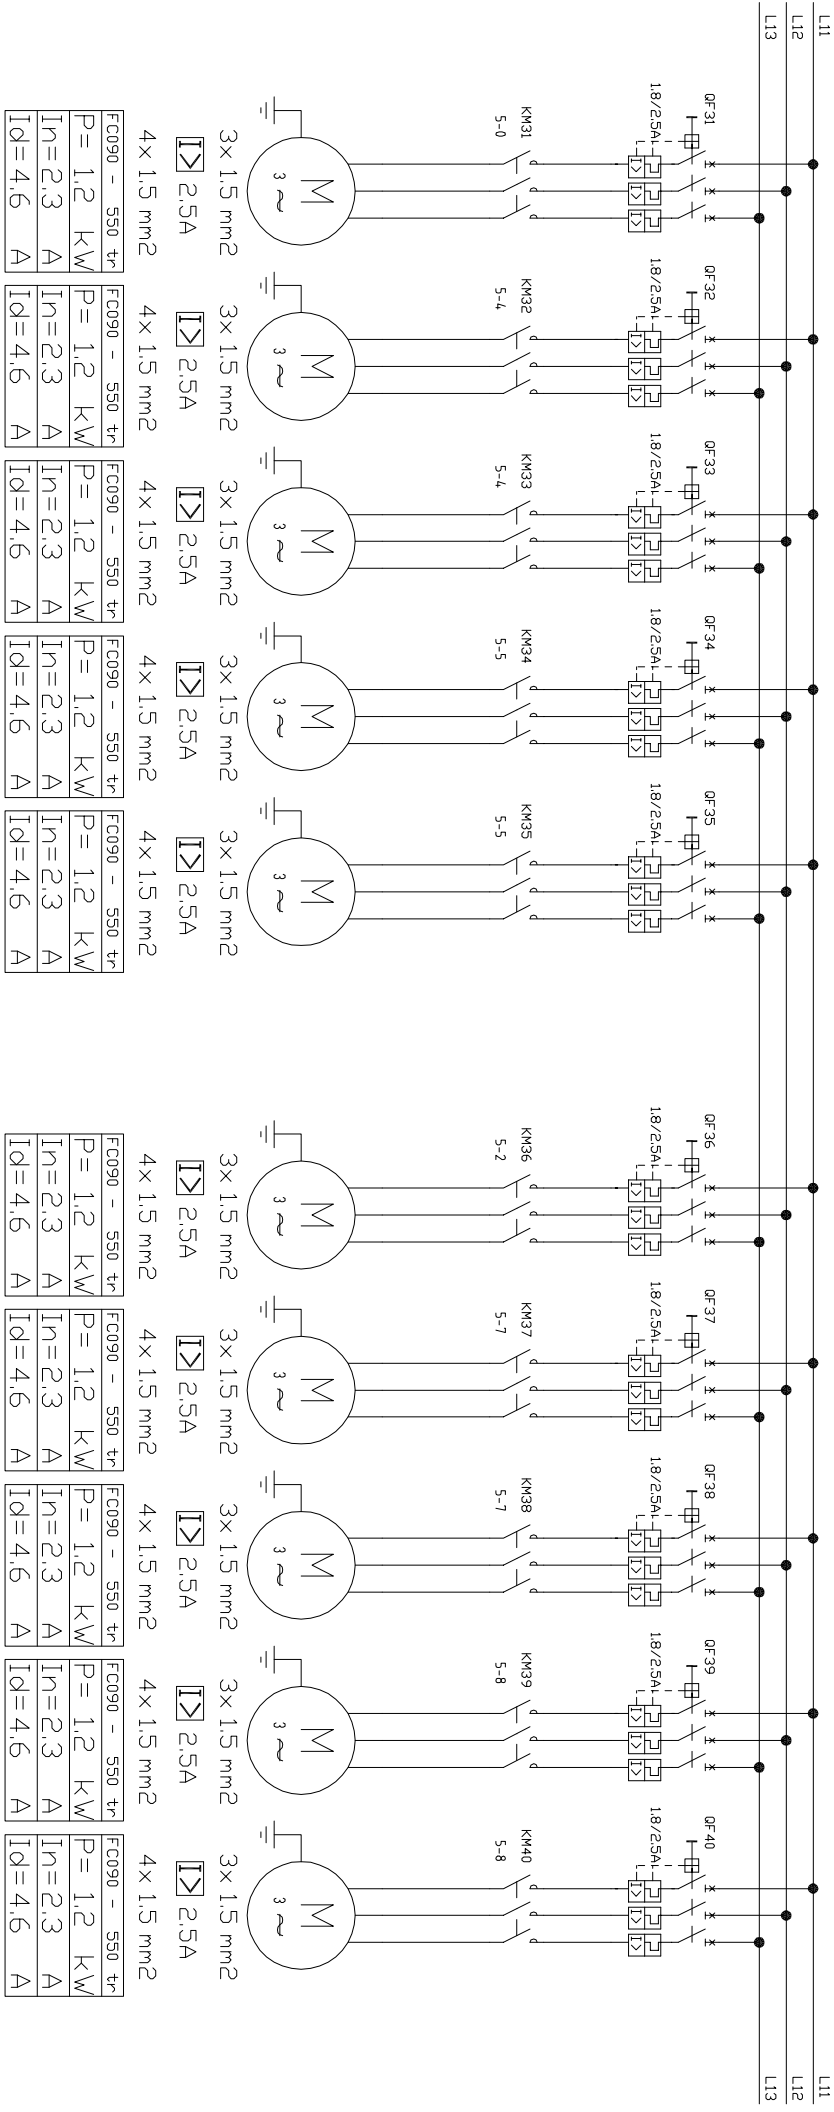 L11 L11
L12 L12
L13 L13
QF31 QF32 QF33 QF34 QF35 QF36 QF37 QF38 QF39 QF40
1,8/2,5A 1,8/2,5A 1,8/2,5A 1,8/2,5A 1,8/2,5A 1,8/2,5A 1,8/2,5A 1,8/2,5A 1,8/2,5A 1,8/2,5A
I> I> I> I> I> I> I> I> I> I> I> I> I> I> I> I> I> I> I> I> I> I> I> I> I> I> I> I> I> I>
KM31 KM32 KM33 KM34 KM35 KM36 KM37 KM38 KM39 KM40
5-0 5-4 5-4 5-5 5-5 5-2 5-7 5-7 5-8 5-8
M M M M M M M M M M
3 ~ 3 ~ 3 ~ 3 ~ 3 ~ 3 ~ 3 ~ 3 ~ 3 ~ 3 ~
3x 1,5 mm2 3x 1,5 mm2 3x 1,5 mm2 3x 1,5 mm2 3x 1,5 mm2 3x 1,5 mm2 3x 1,5 mm2 3x 1,5 mm2 3x 1,5 mm2 3x 1,5 mm2
I> 2,5A I> 2,5A I> 2,5A I> 2,5A I> 2,5A I> 2,5A I> 2,5A I> 2,5A I> 2,5A I> 2,5A
4x 1,5 mm2 4x 1,5 mm2 4x 1,5 mm2 4x 1,5 mm2 4x 1,5 mm2 4x 1,5 mm2 4x 1,5 mm2 4x 1,5 mm2 4x 1,5 mm2 4x 1,5 mm2
FC090 - 550 tr FC090 - 550 tr FC090 - 550 tr FC090 - 550 tr FC090 - 550 tr FC090 - 550 tr FC090 - 550 tr FC090 - 550 tr FC090 - 550 tr FC090 - 550 tr
P= 1,2 kW P= 1,2 kW P= 1,2 kW P= 1,2 kW P= 1,2 kW P= 1,2 kW P= 1,2 kW P= 1,2 kW P= 1,2 kW P= 1,2 kW
In=2,3 A In=2,3 A In=2,3 A In=2,3 A In=2,3 A In=2,3 A In=2,3 A In=2,3 A In=2,3 A In=2,3 A
Id=4,6 A Id=4,6 A Id=4,6 A Id=4,6 A Id=4,6 A Id=4,6 A Id=4,6 A Id=4,6 A Id=4,6 A Id=4,6 A